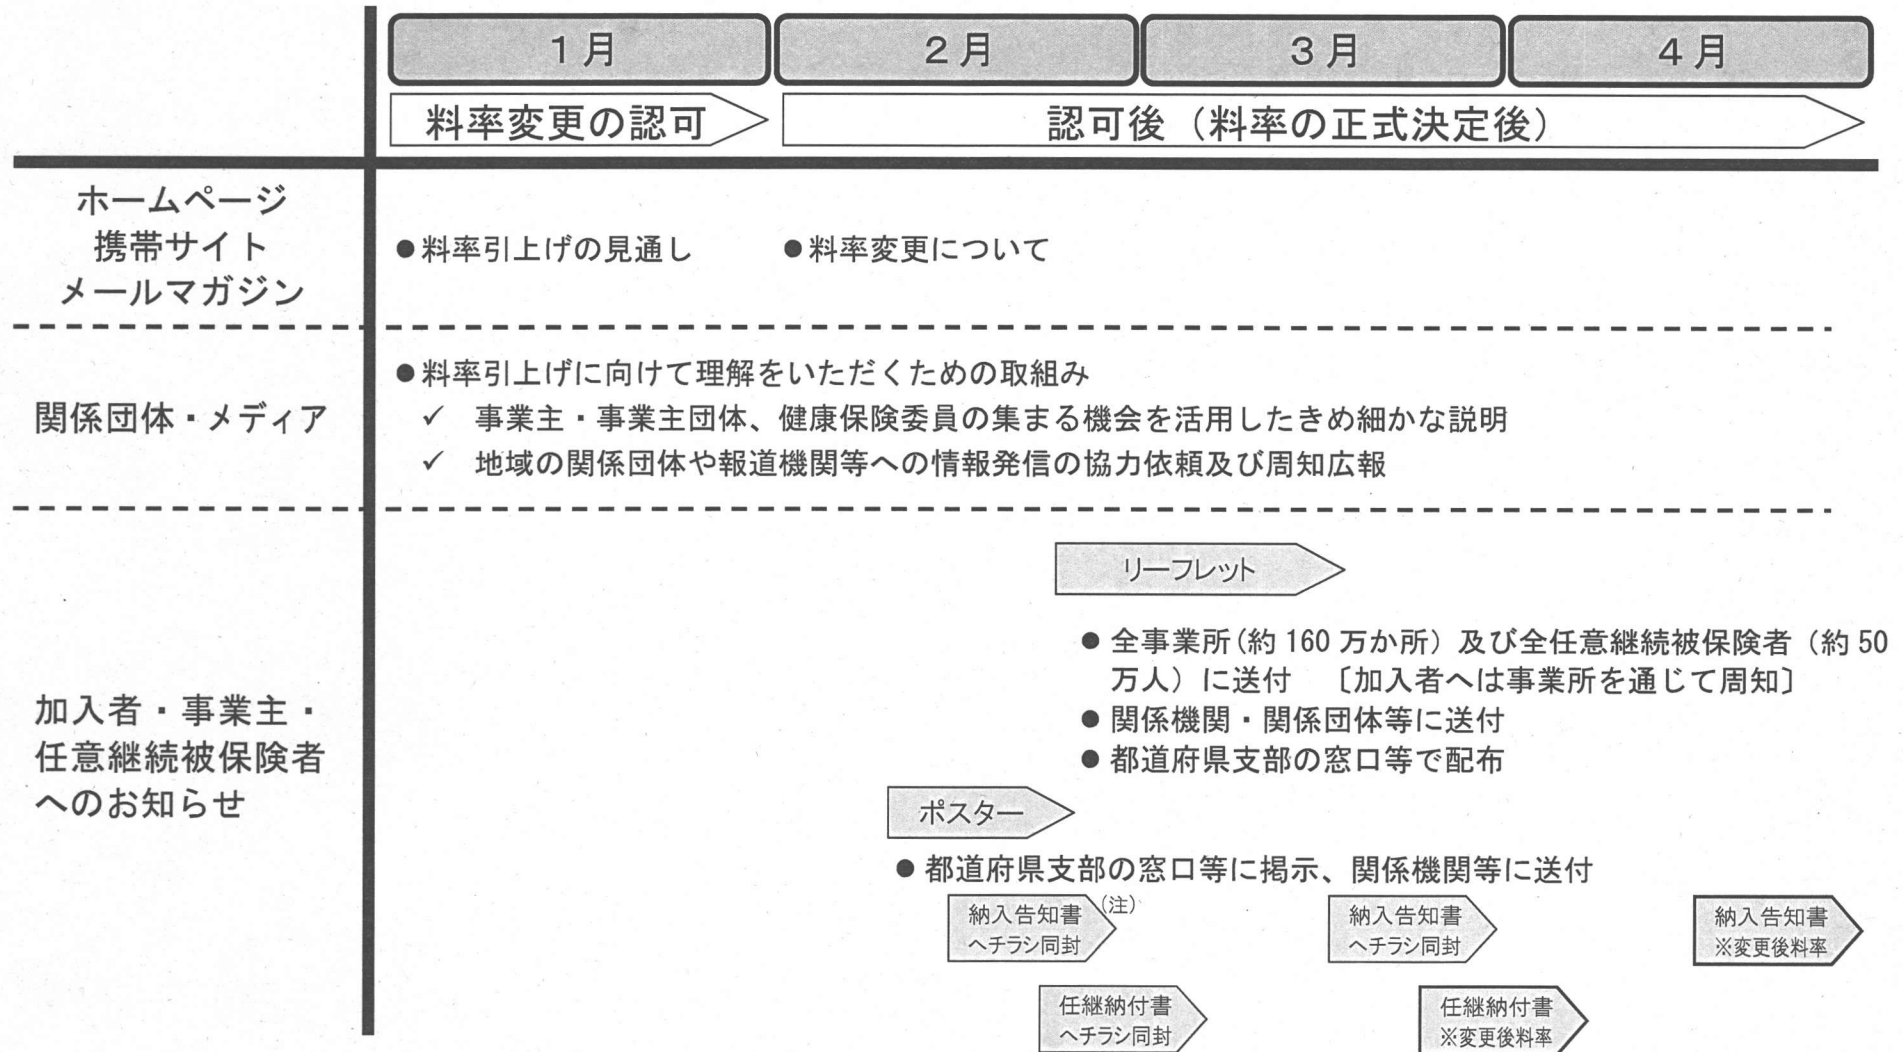 1月
2月
3月
4月
料率変更の認可
認可後（料率の正式決定後）
ホームページ
携帯サイト
メールマガジン
●料率引上げの見通し
●料率変更について
関係団体・メディア
●料率引上げに向けて理解をいただくための取組み
✓ 事業主・事業主団体、健康保険委員の集まる機会を活用したきめ細かな説明
✓ 地域の関係団体や報道機関等への情報発信の協力依頼及び周知広報
加入者・事業主・
任意継続被保険者
へのお知らせ
リーフレット
●全事業所（約160万か所）及び全任意継続被保険者（約50
万人）に送付 〔加入者へは事業所を通じて周知〕
●関係機関・関係団体等に送付
●都道府県支部の窓口等で配布
ポスター
●都道府県支部の窓口等に掲示、関係機関等に送付
納入告知書
へチラシ同封
(注)
納入告知書
へチラシ同封
納入告知書
※変更後料率
任継納付書
へチラシ同封
任継納付書
※変更後料率